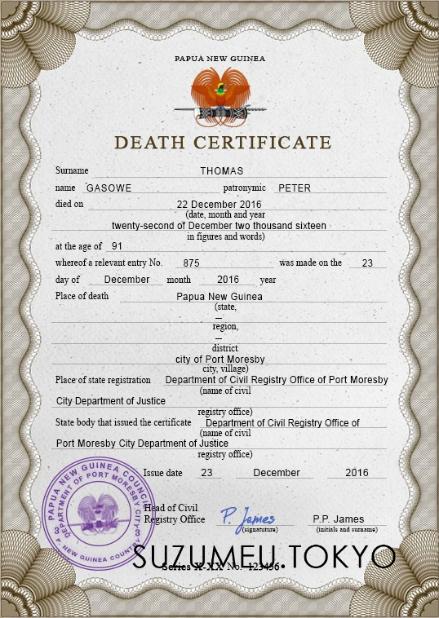 PAPUA NEW GUINEA
DEATH CERTIFICATE
Surname THOMAS
name GASOWE patronymic PETER
died on 22 December 2016
(date, month and year
twenty-second of December two thousand sixteen
in figures and words)
at the age of 91
whereof a relevant entry No. 875 was made on the 23
day of December month 2016 year
Place of death Papua New Guinea
(state,
---
region,
---
district
city of Port Moresby
city, village)
Place of state registration Department of Civil Registry Office of Port Moresby
(name of civil
City Department of Justice
registry office)
State body that issued the certificate Department of Civil Registry Office of
(name of civil
Port Moresby City Department of Justice
registry office)
Issue date 23 December 2016
PAPUA NEW GUINEA COUNCIL
DEPARTMENT OF PORT MORESBY CITY
NEW GUINEA COUNTY
Head of Civil
Registry Office P. James P.P. James
(signature) (initials and surname)
SUZUMEU.TOKYO
Series X-XX No. 123456